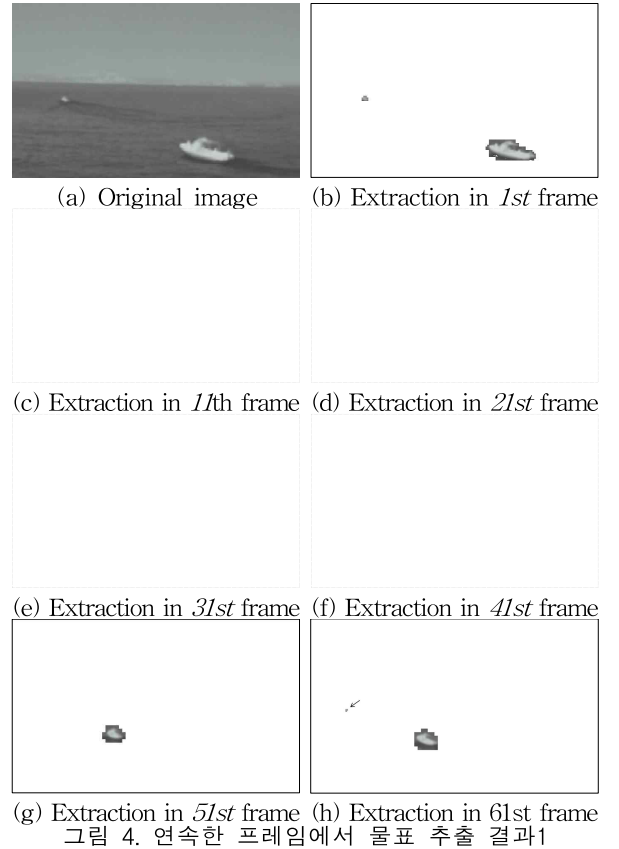 (a) Original image
(b) Extraction in 1st frame
(c) Extraction in 11th frame
(d) Extraction in 21st frame
(e) Extraction in 31st frame
(f) Extraction in 41st frame
(g) Extraction in 51st frame
(h) Extraction in 61st frame
그림 4. 연속한 프레임에서 물표 추출 결과1